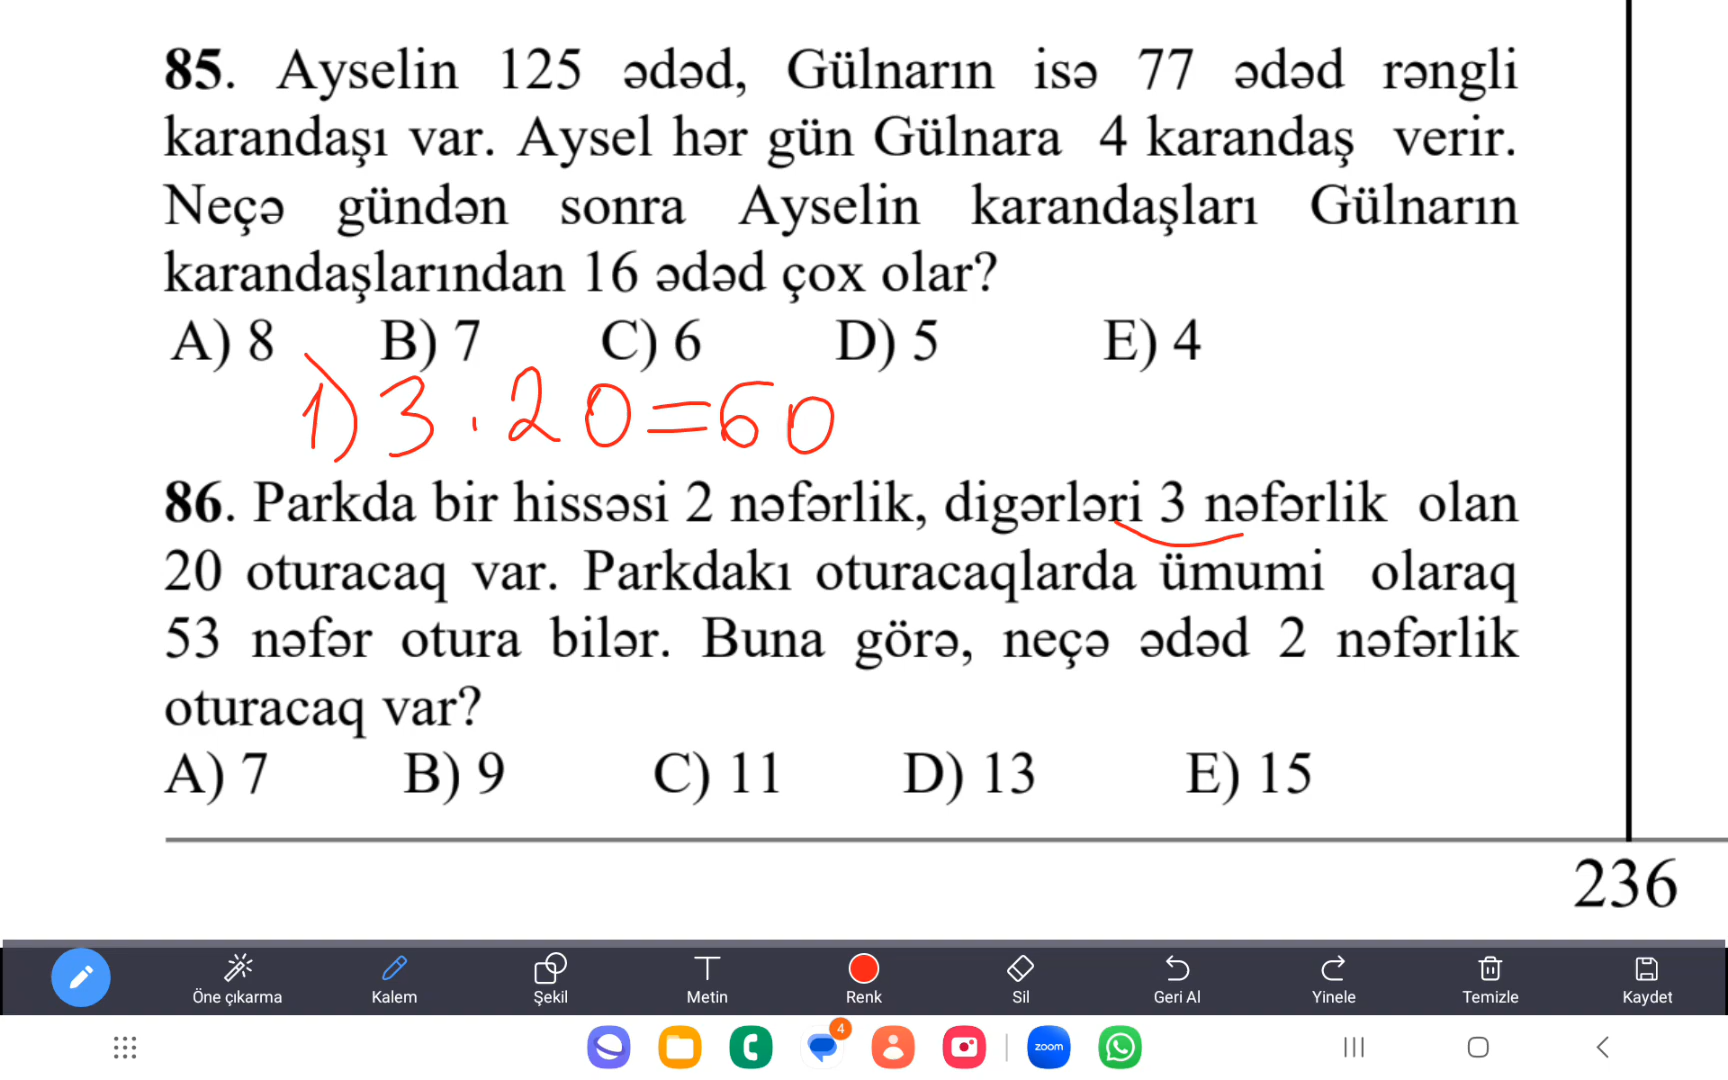 85. Ayselin 125 ədəd, Gülnarın isə 77 ədəd rəngli
karandaşı var. Aysel hər gün Gülnara 4 karandaş verir.
Neçə gündən sonra Ayselin karandaşları Gülnarın
karandaşlarından 16 ədəd çox olar?
A) 8 B) 7 C) 6 D) 5 E) 4
1) 3 · 20 = 60
86. Parkda bir hissəsi 2 nəfərlik, digərləri 3 nəfərlik olan
20 oturacaq var. Parkdakı oturacaqlarda ümumi olaraq
53 nəfər otura bilər. Buna görə, neçə ədəd 2 nəfərlik
oturacaq var?
A) 7 B) 9 C) 11 D) 13 E) 15
236
Öne çıkarma Kalem Şekil Metin Renk Sil Geri Al Yinele Temizle Kaydet
4
zoom